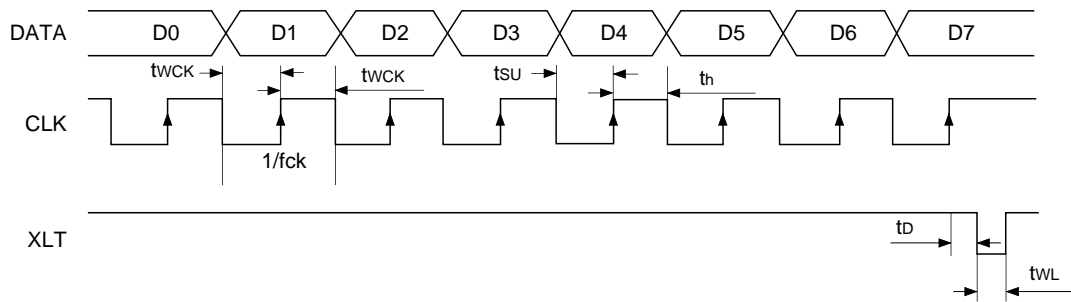 DATA D0 D1 D2 D3 D4 D5 D6 D7
tWCK tWCK tSU th
CLK
1/fck
XLT tD
tWL